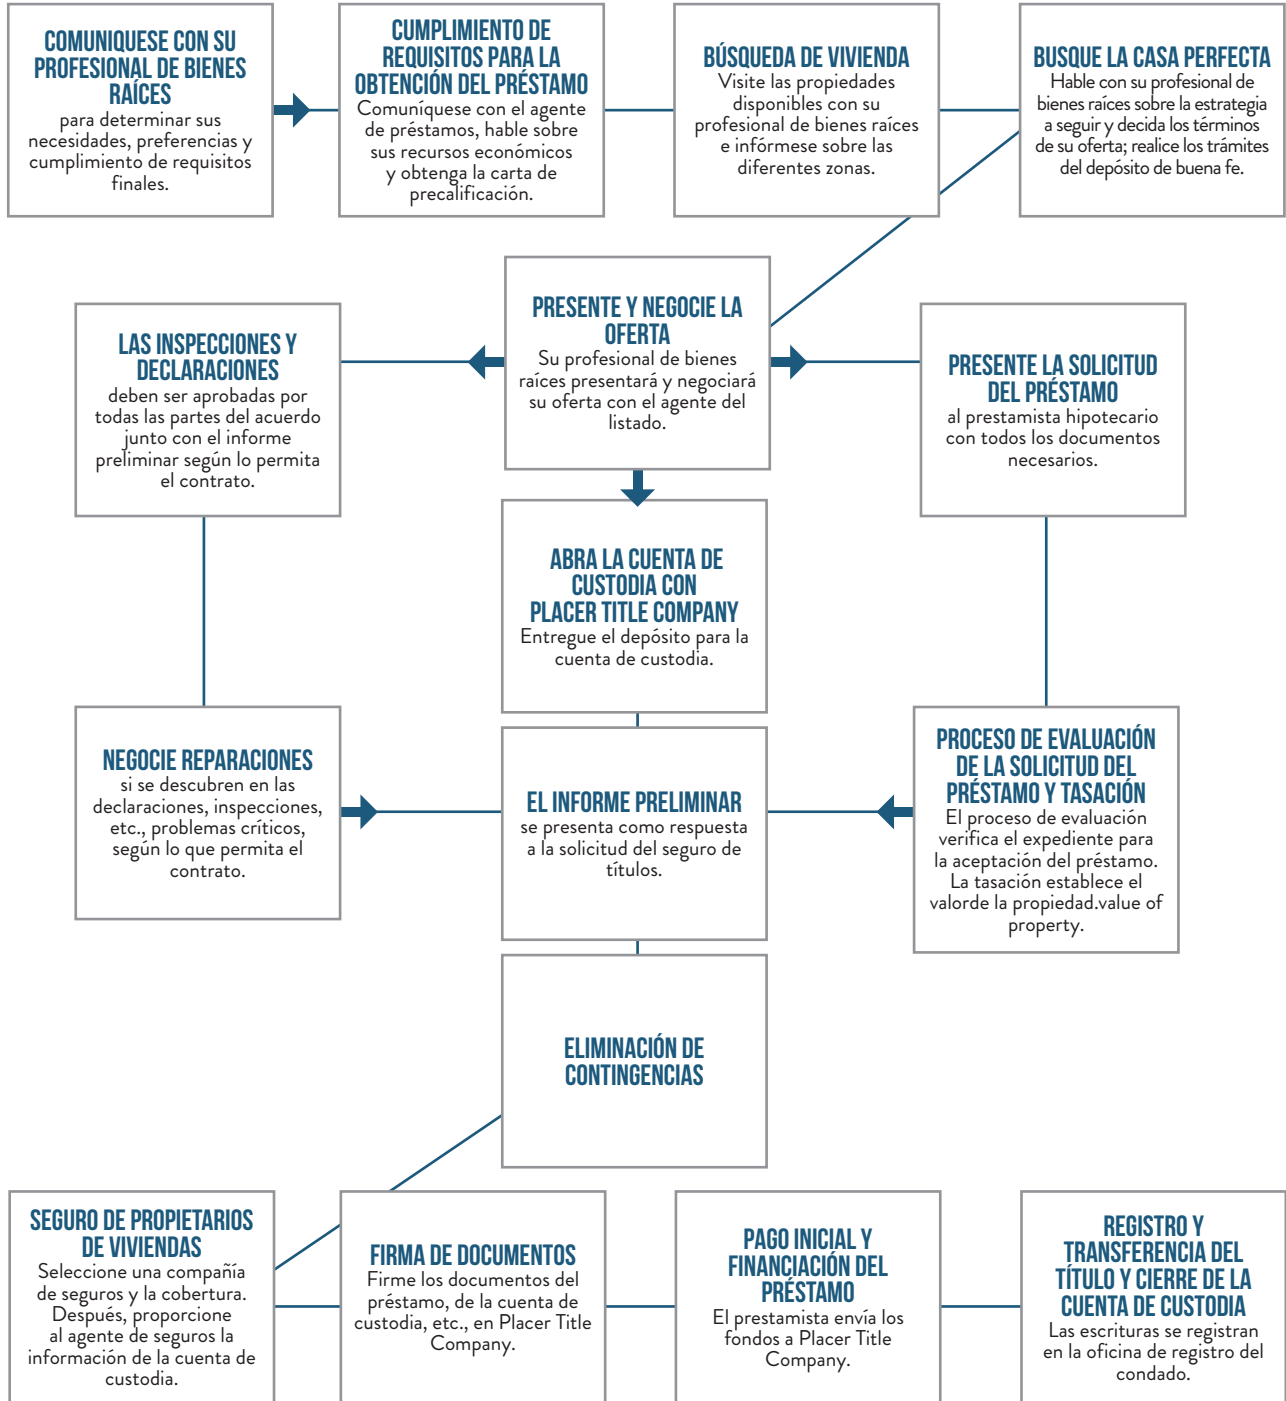 COMUNIQUESE CON SU
PROFESIONAL DE BIENES
RAÍCES
para determinar sus
necesidades, preferencias y
cumplimiento de requisitos
finales.
CUMPLIMIENTO DE
REQUISITOS PARA LA
OBTENCIÓN DEL PRÉSTAMO
Comuníquese con el agente
de préstamos, hable sobre
sus recursos económicos
y obtenga la carta de
precalificación.
BÚSQUEDA DE VIVIENDA
Visite las propiedades
disponibles con su
profesional de bienes raíces
e infórmese sobre las
diferentes zonas.
BUSQUE LA CASA PERFECTA
Hable con su profesional de
bienes raíces sobre la estrategia
a seguir y decida los términos
de su oferta; realice los trámites
del depósito de buena fe.
LAS INSPECCIONES Y
DECLARACIONES
deben ser aprobadas por
todas las partes del acuerdo
junto con el informe
preliminar según lo permita
el contrato.
PRESENTE Y NEGOCIE LA
OFERTA
Su profesional de bienes
raíces presentará y negociará
su oferta con el agente del
listado.
PRESENTE LA SOLICITUD
DEL PRÉSTAMO
al prestamista hipotecario
con todos los documentos
necesarios.
ABRA LA CUENTA DE
CUSTODIA CON
PLACER TITLE COMPANY
Entregue el depósito para la
cuenta de custodia.
NEGOCIE REPARACIONES
si se descubren en las
declaraciones, inspecciones,
etc., problemas críticos,
según lo que permita el
contrato.
EL INFORME PRELIMINAR
se presenta como respuesta
a la solicitud del seguro de
títulos.
PROCESO DE EVALUACIÓN
DE LA SOLICITUD DEL
PRÉSTAMO Y TASACIÓN
El proceso de evaluación
verifica el expediente para
la aceptación del préstamo.
La tasación establece el
valorde la propiedad.value of
property.
ELIMINACIÓN DE
CONTINGENCIAS
SEGURO DE PROPIETARIOS
DE VIVIENDAS
Seleccione una compañía
de seguros y la cobertura.
Después, proporcione
al agente de seguros la
información de la cuenta de
custodia.
FIRMA DE DOCUMENTOS
Firme los documentos del
préstamo, de la cuenta de
custodia, etc., en Placer Title
Company.
PAGO INICIAL Y
FINANCIACIÓN DEL
PRÉSTAMO
El prestamista envía los
fondos a Placer Title
Company.
REGISTRO Y
TRANSFERENCIA DEL
TÍTULO Y CIERRE DE LA
CUENTA DE CUSTODIA
Las escrituras se registran
en la oficina de registro del
condado.